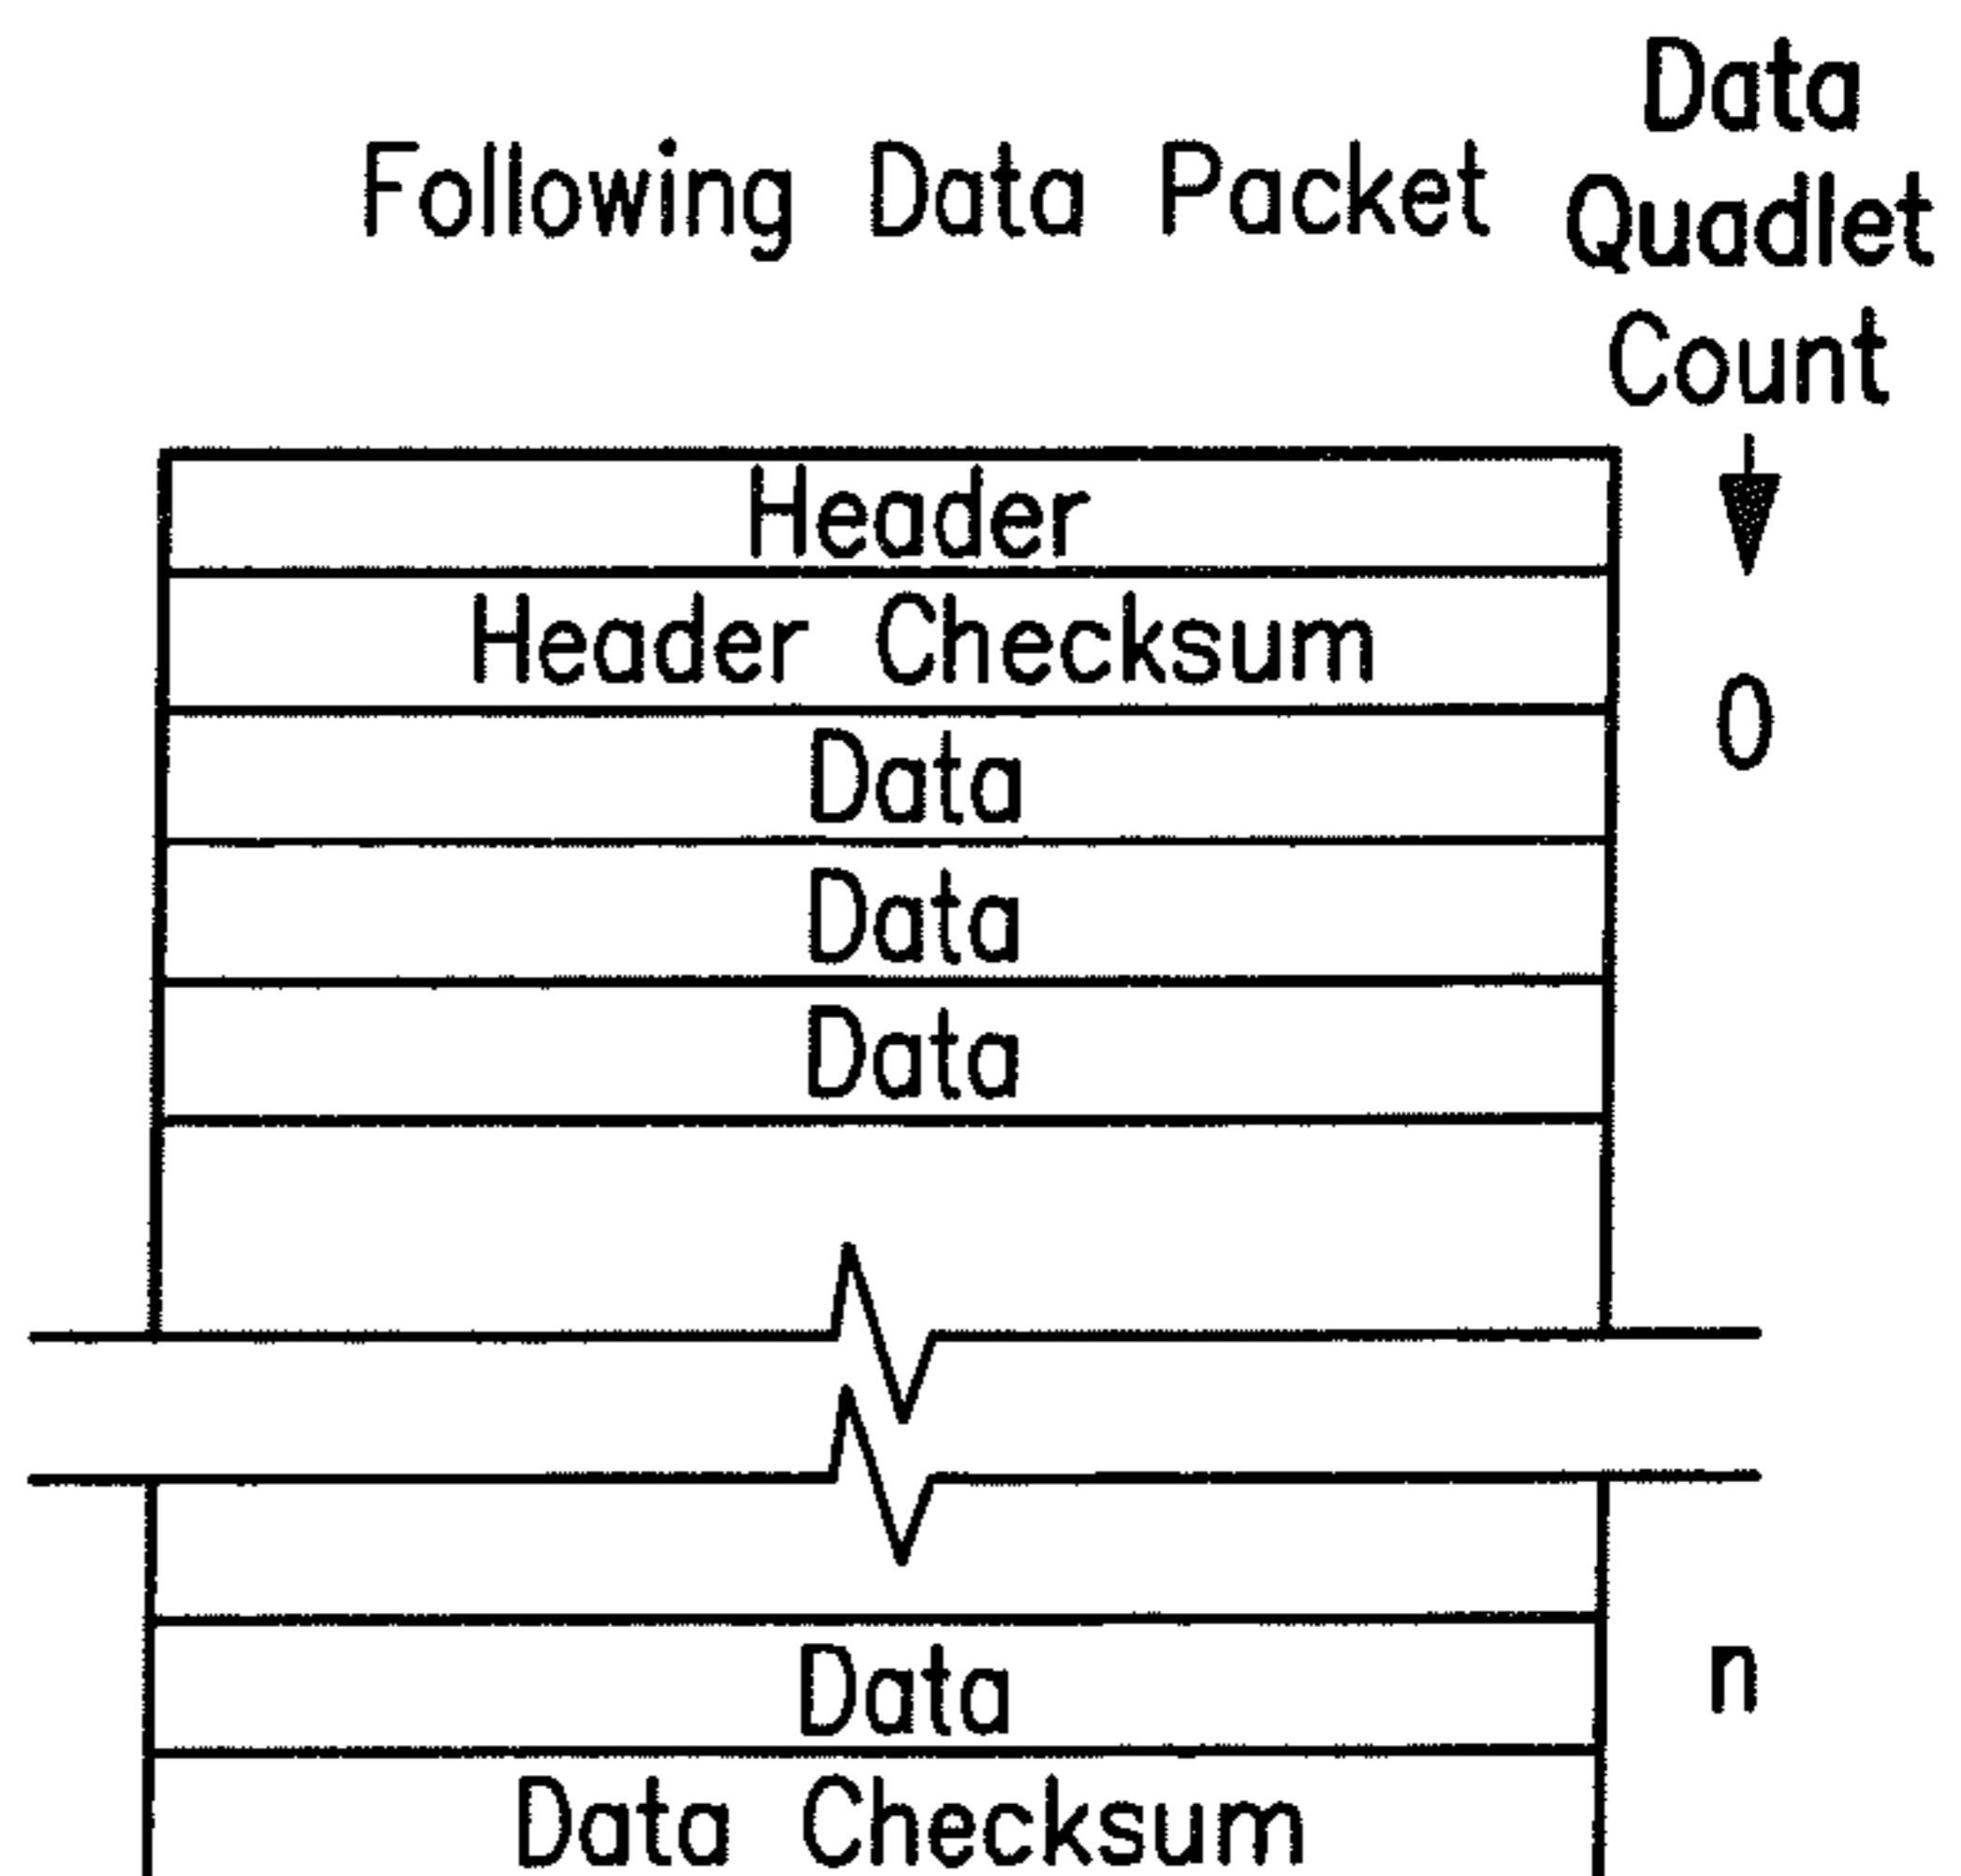 Following Data Packet
Data
Quadlet
Count
Header
Header Checksum
0
Data
Data
Data
Data
n
Data Checksum